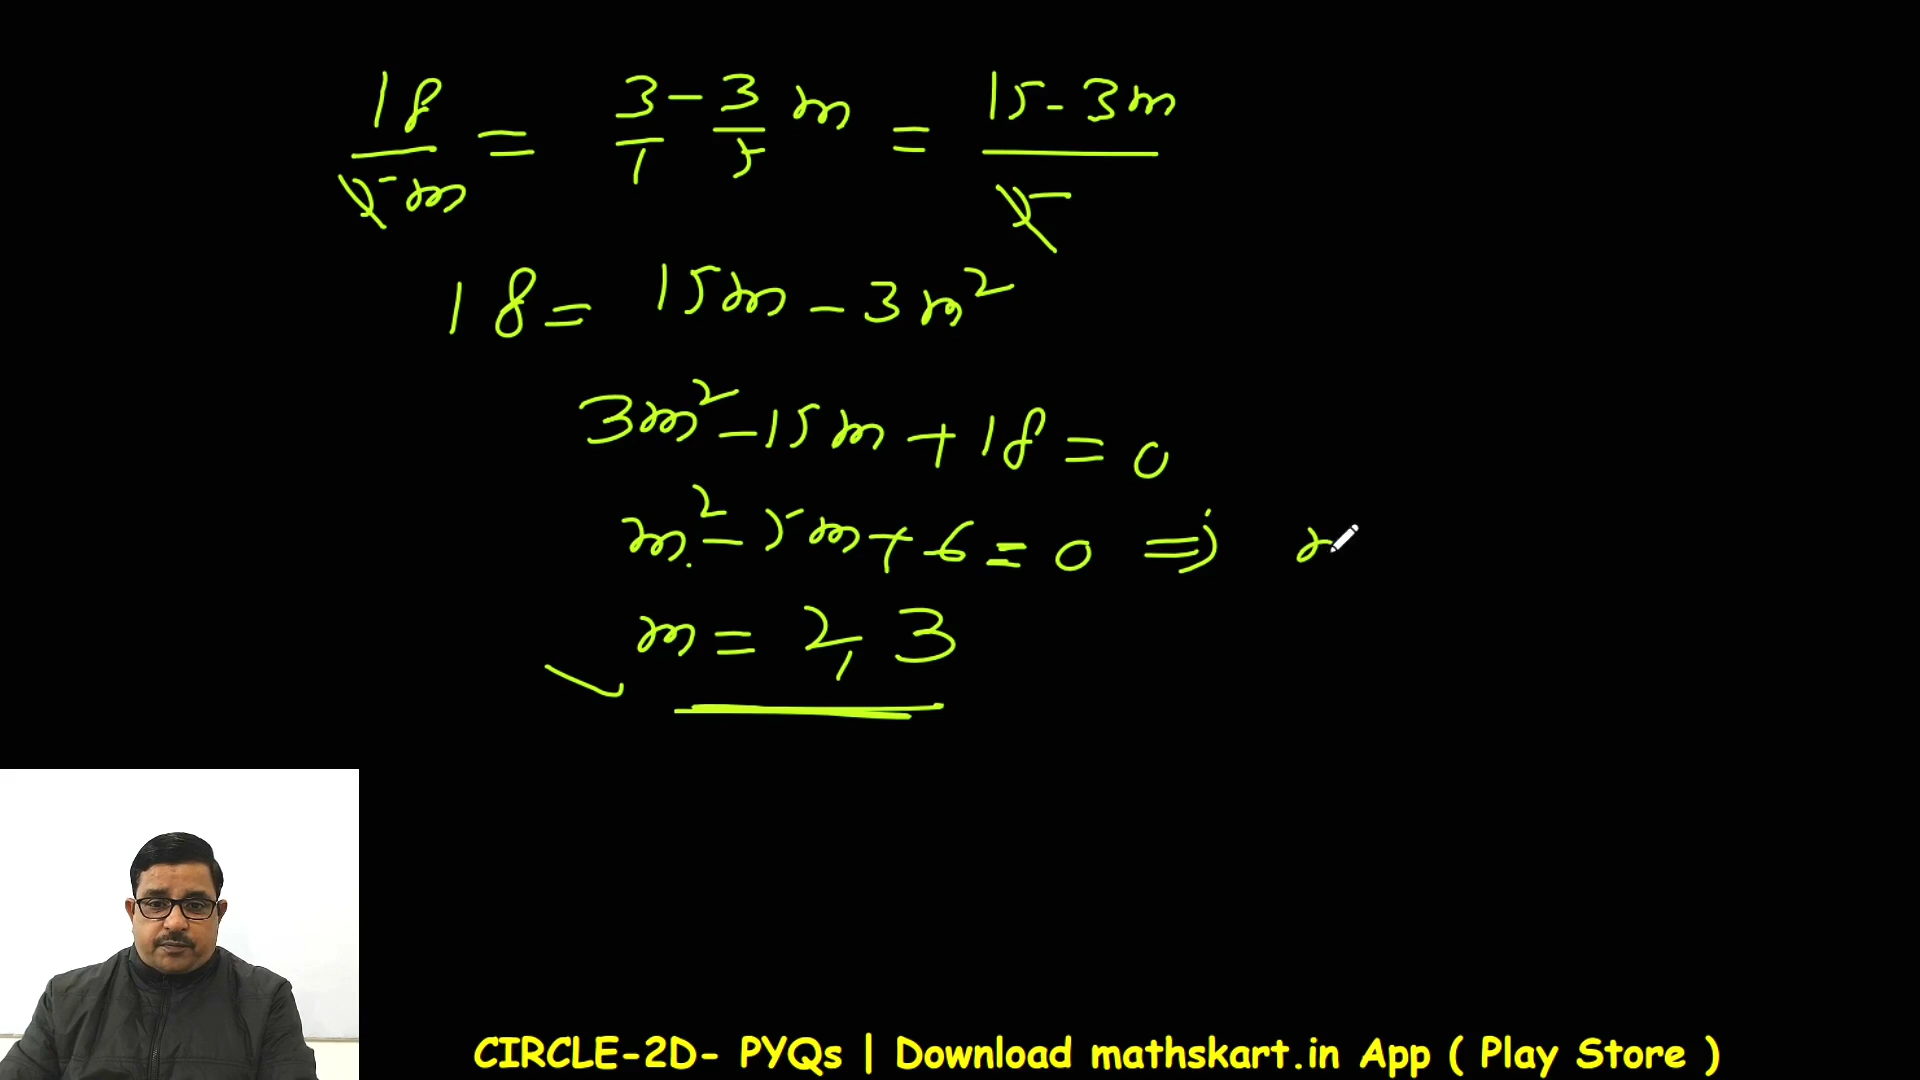 18/5m = 3/1 - 3/5 m = 15-3m/5
18 = 15m - 3m²
3m² - 15m + 18 = 0
m² - 5m + 6 = 0 ⇒
m = 2, 3
CIRCLE-2D- PYQs | Download mathskart.in App ( Play Store )